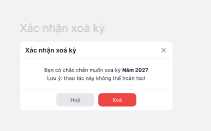 Xác nhận xoá kỳ
Xác nhận xoá kỳ
Bạn có chắc chắn muốn xoá kỳ Năm 2027
Lưu ý: thao tác này không thể hoàn tác!
Huỷ
Xoá